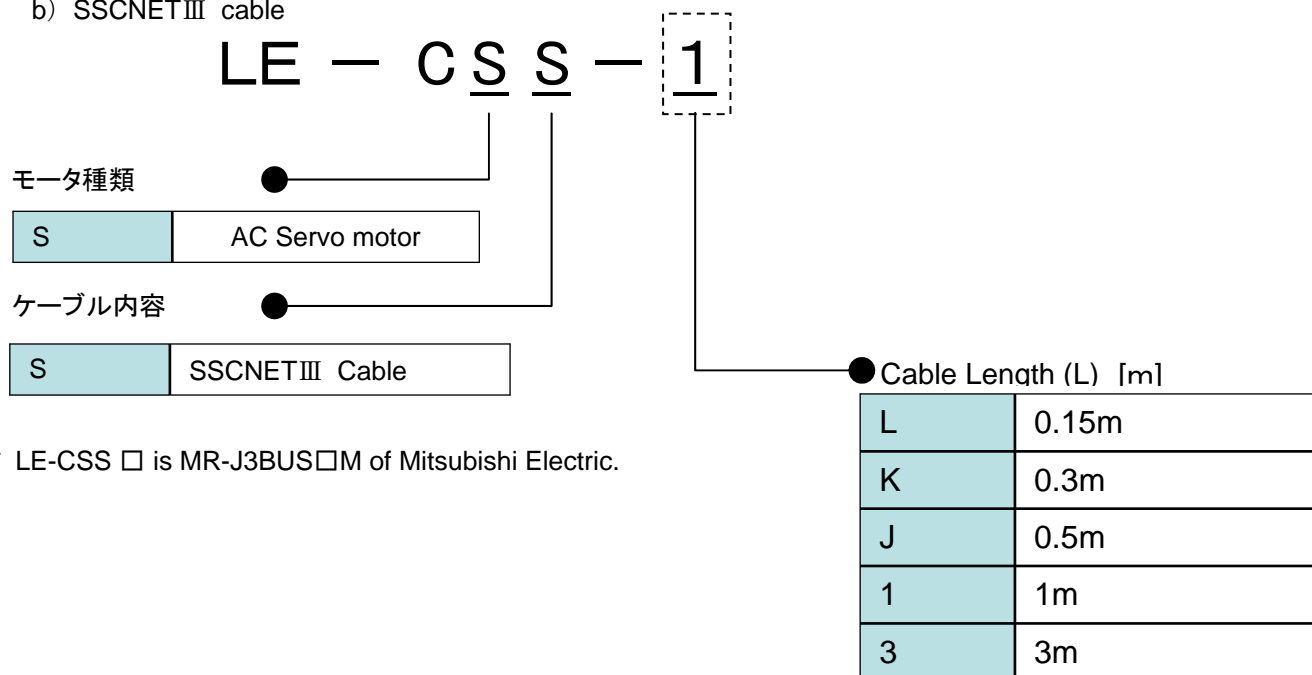 b) SSCNETⅢ cable
LE － CSS－1
モータ種類
S AC Servo motor
ケーブル内容
S SSCNETⅢ Cable
LE-CSS □ is MR-J3BUS□M of Mitsubishi Electric.
Cable Length (L) [m]
L 0.15m
K 0.3m
J 0.5m
1 1m
3 3m